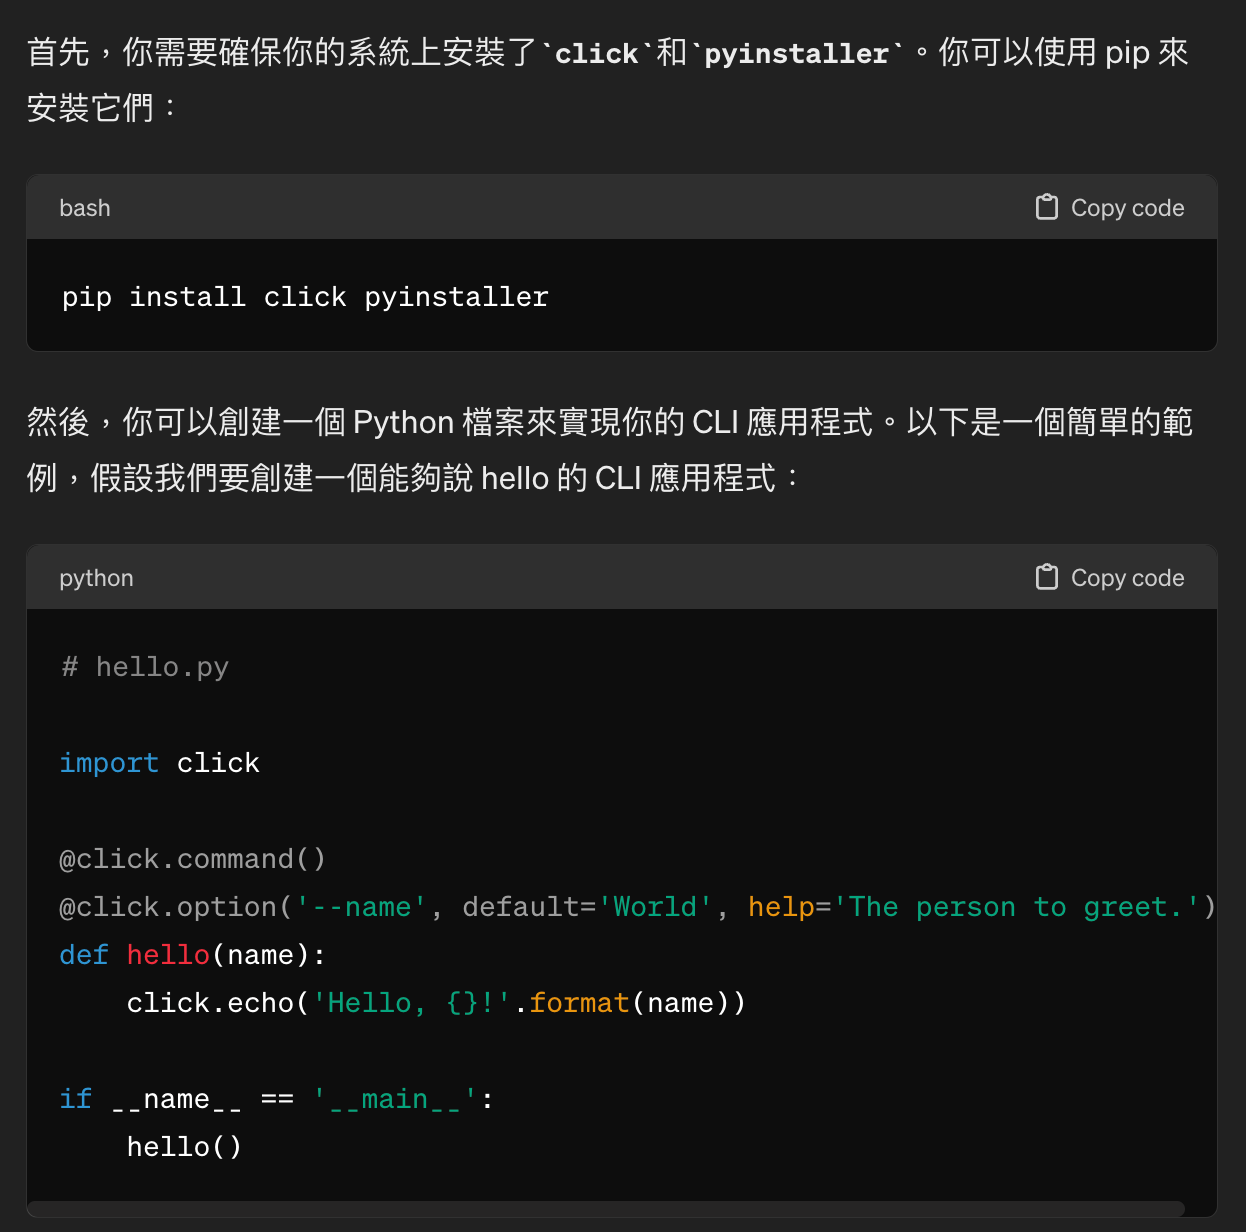 首先，你需要確保你的系統上安裝了`click`和`pyinstaller`。你可以使用 pip 來
安裝它們：
bash
Copy code
pip install click pyinstaller
然後，你可以創建一個 Python 檔案來實現你的 CLI 應用程式。以下是一個簡單的範
例，假設我們要創建一個能夠說 hello 的 CLI 應用程式：
python
Copy code
# hello.py
import click
@click.command()
@click.option('--name', default='World', help='The person to greet.')
def hello(name):
    click.echo('Hello, {}!'.format(name))
if __name__ == '__main__':
    hello()